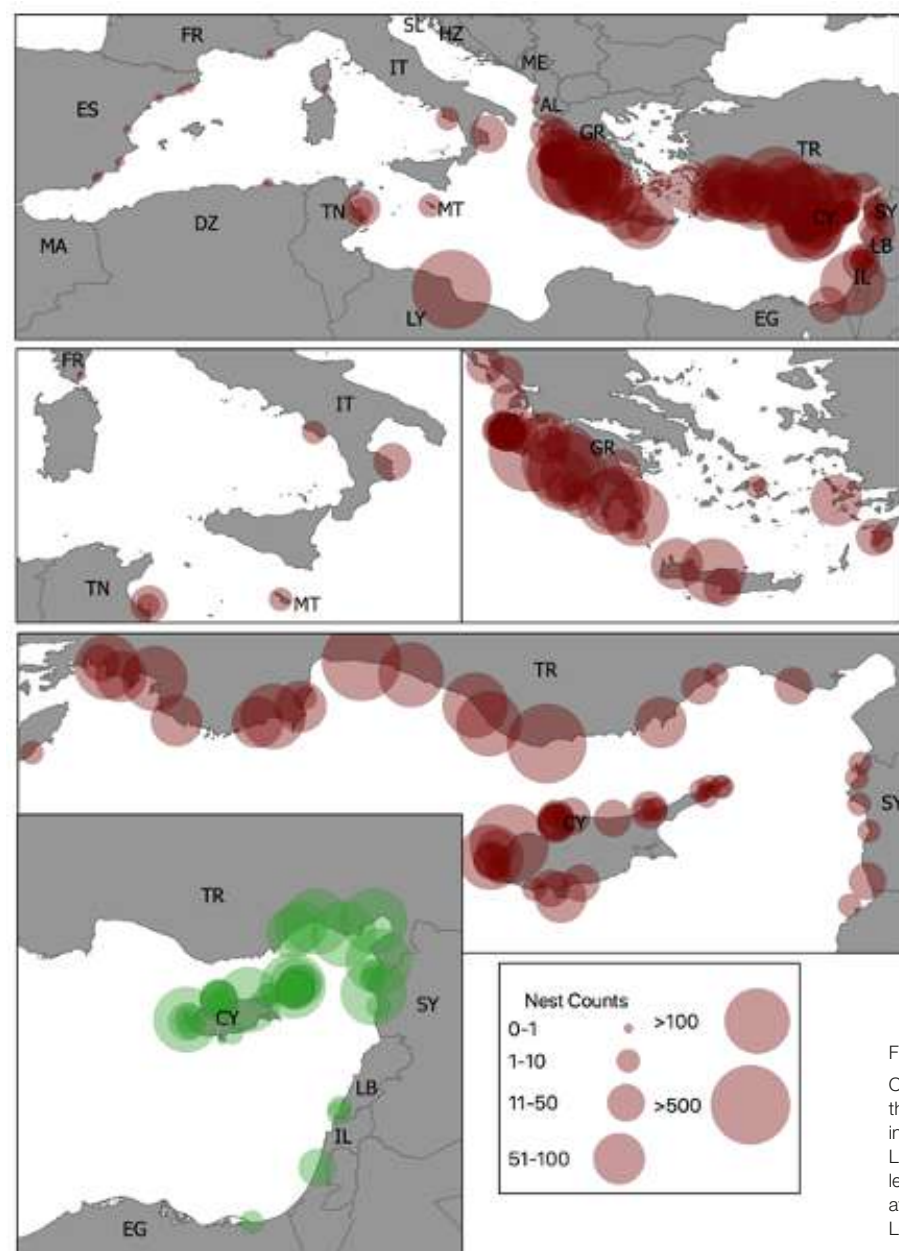 FR
SL
HZ
IT
ME
ES
AL
GR
TR
TN
MT
CY
SY
MA
DZ
LB
IL
LY
EG
FR
IT
GR
TN
MT
TR
CY
SY
TR
CY
SY
LB
IL
EG
Nest Counts
0-1
>100
1-10
11-50
>500
51-100